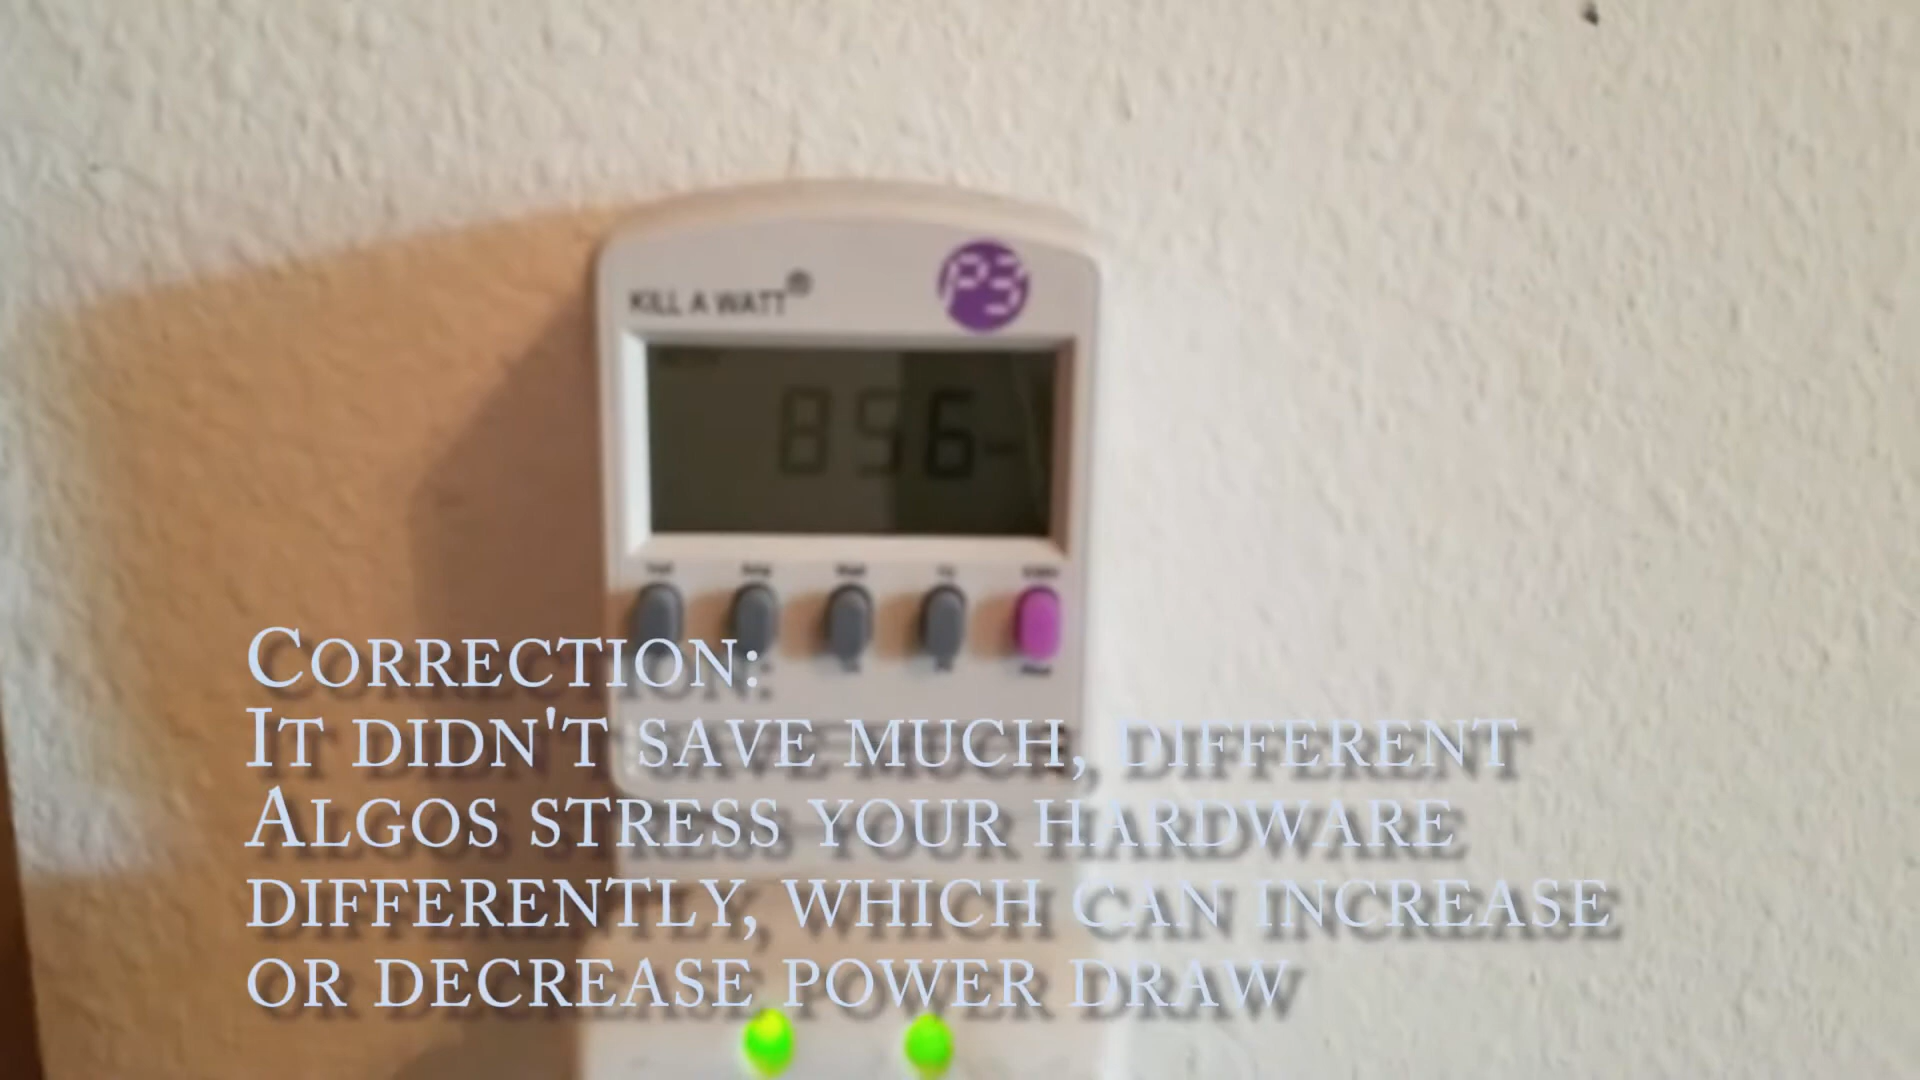 KILL A WATT®
P3
856
CORRECTION:
IT DIDN'T SAVE MUCH, DIFFERENT
ALGOS STRESS YOUR HARDWARE
DIFFERENTLY, WHICH CAN INCREASE
OR DECREASE POWER DRAW